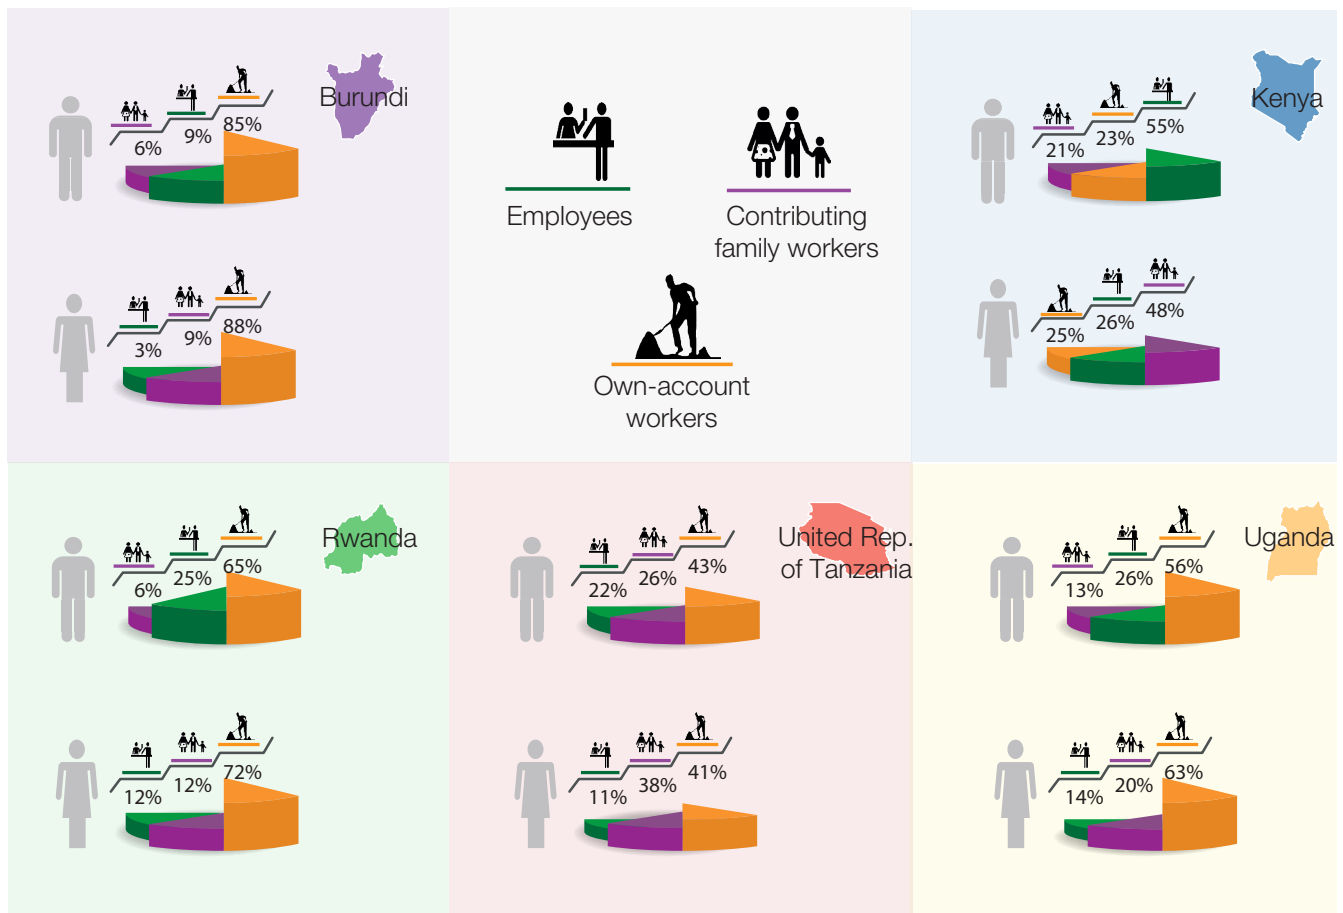 Burundi
6%
9%
85%
3%
9%
88%
Employees
Contributing
family workers
Own-account
workers
Kenya
21%
23%
55%
25%
26%
48%
Rwanda
6%
25%
65%
12%
12%
72%
United Rep.
of Tanzania
22%
26%
43%
11%
38%
41%
Uganda
13%
26%
56%
14%
20%
63%